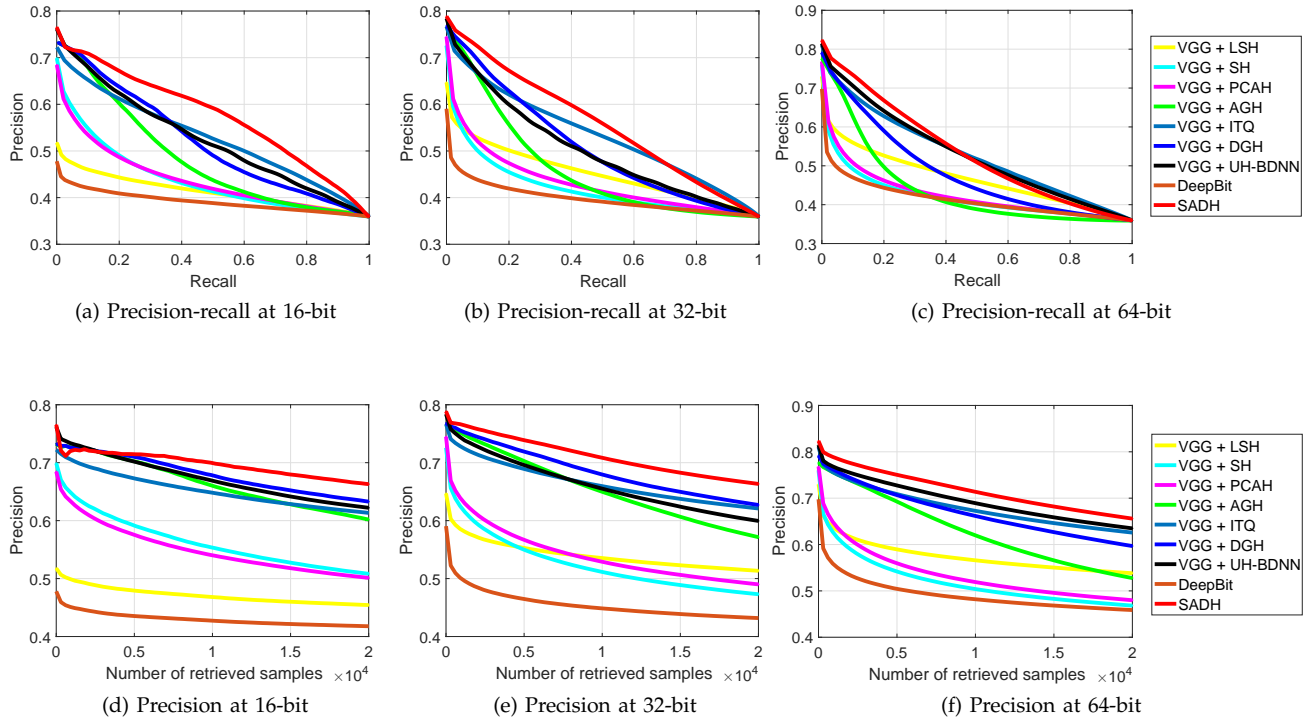 0.8
0.7
0.6
0.5
0.4
0.3
Precision
0
0.2
0.4
0.6
0.8
1
Recall
(a) Precision-recall at 16-bit
0.8
0.7
0.6
0.5
0.4
0.3
Precision
0
0.2
0.4
0.6
0.8
1
Recall
(b) Precision-recall at 32-bit
0.9
0.8
0.7
0.6
0.5
0.4
0.3
Precision
0
0.2
0.4
0.6
0.8
1
Recall
(c) Precision-recall at 64-bit
VGG + LSH
VGG + SH
VGG + PCAH
VGG + AGH
VGG + ITQ
VGG + DGH
VGG + UH-BDNN
DeepBit
SADH
0.8
0.7
0.6
0.5
0.4
Precision
0
0.5
1
1.5
2
Number of retrieved samples ×10^4
(d) Precision at 16-bit
0.8
0.7
0.6
0.5
0.4
Precision
0
0.5
1
1.5
2
Number of retrieved samples ×10^4
(e) Precision at 32-bit
0.9
0.8
0.7
0.6
0.5
0.4
Precision
0
0.5
1
1.5
2
Number of retrieved samples ×10^4
(f) Precision at 64-bit
VGG + LSH
VGG + SH
VGG + PCAH
VGG + AGH
VGG + ITQ
VGG + DGH
VGG + UH-BDNN
DeepBit
SADH